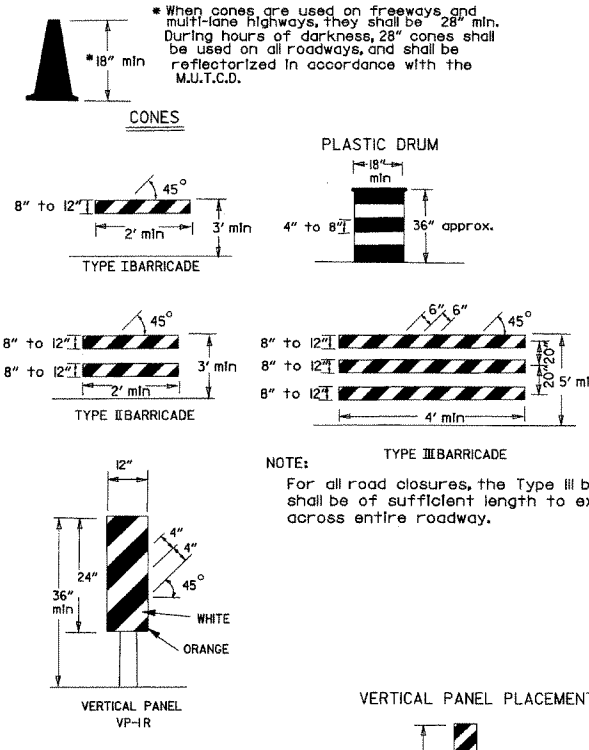 * When cones are used on freeways and
multi-lane highways, they shall be 28" min.
During hours of darkness, 28" cones shall
be used on all roadways, and shall be
reflectorized in accordance with the
M.U.T.C.D.
*18" min
CONES
PLASTIC DRUM
18"
min
4" to 8"
36" approx.
45°
8" to 12"
3' min
2' min
TYPE I BARRICADE
45°
8" to 12"
8" to 12"
3' min
2' min
TYPE II BARRICADE
6" 6"
45°
8" to 12"
8" to 12"
8" to 12"
20"
20"
5' min
4' min
TYPE III BARRICADE
NOTE:
For all road closures, the Type III b
shall be of sufficient length to ex
across entire roadway.
12"
4"
4"
24"
36"
min
45°
WHITE
ORANGE
VERTICAL PANEL
VP-1R
VERTICAL PANEL PLACEMENT